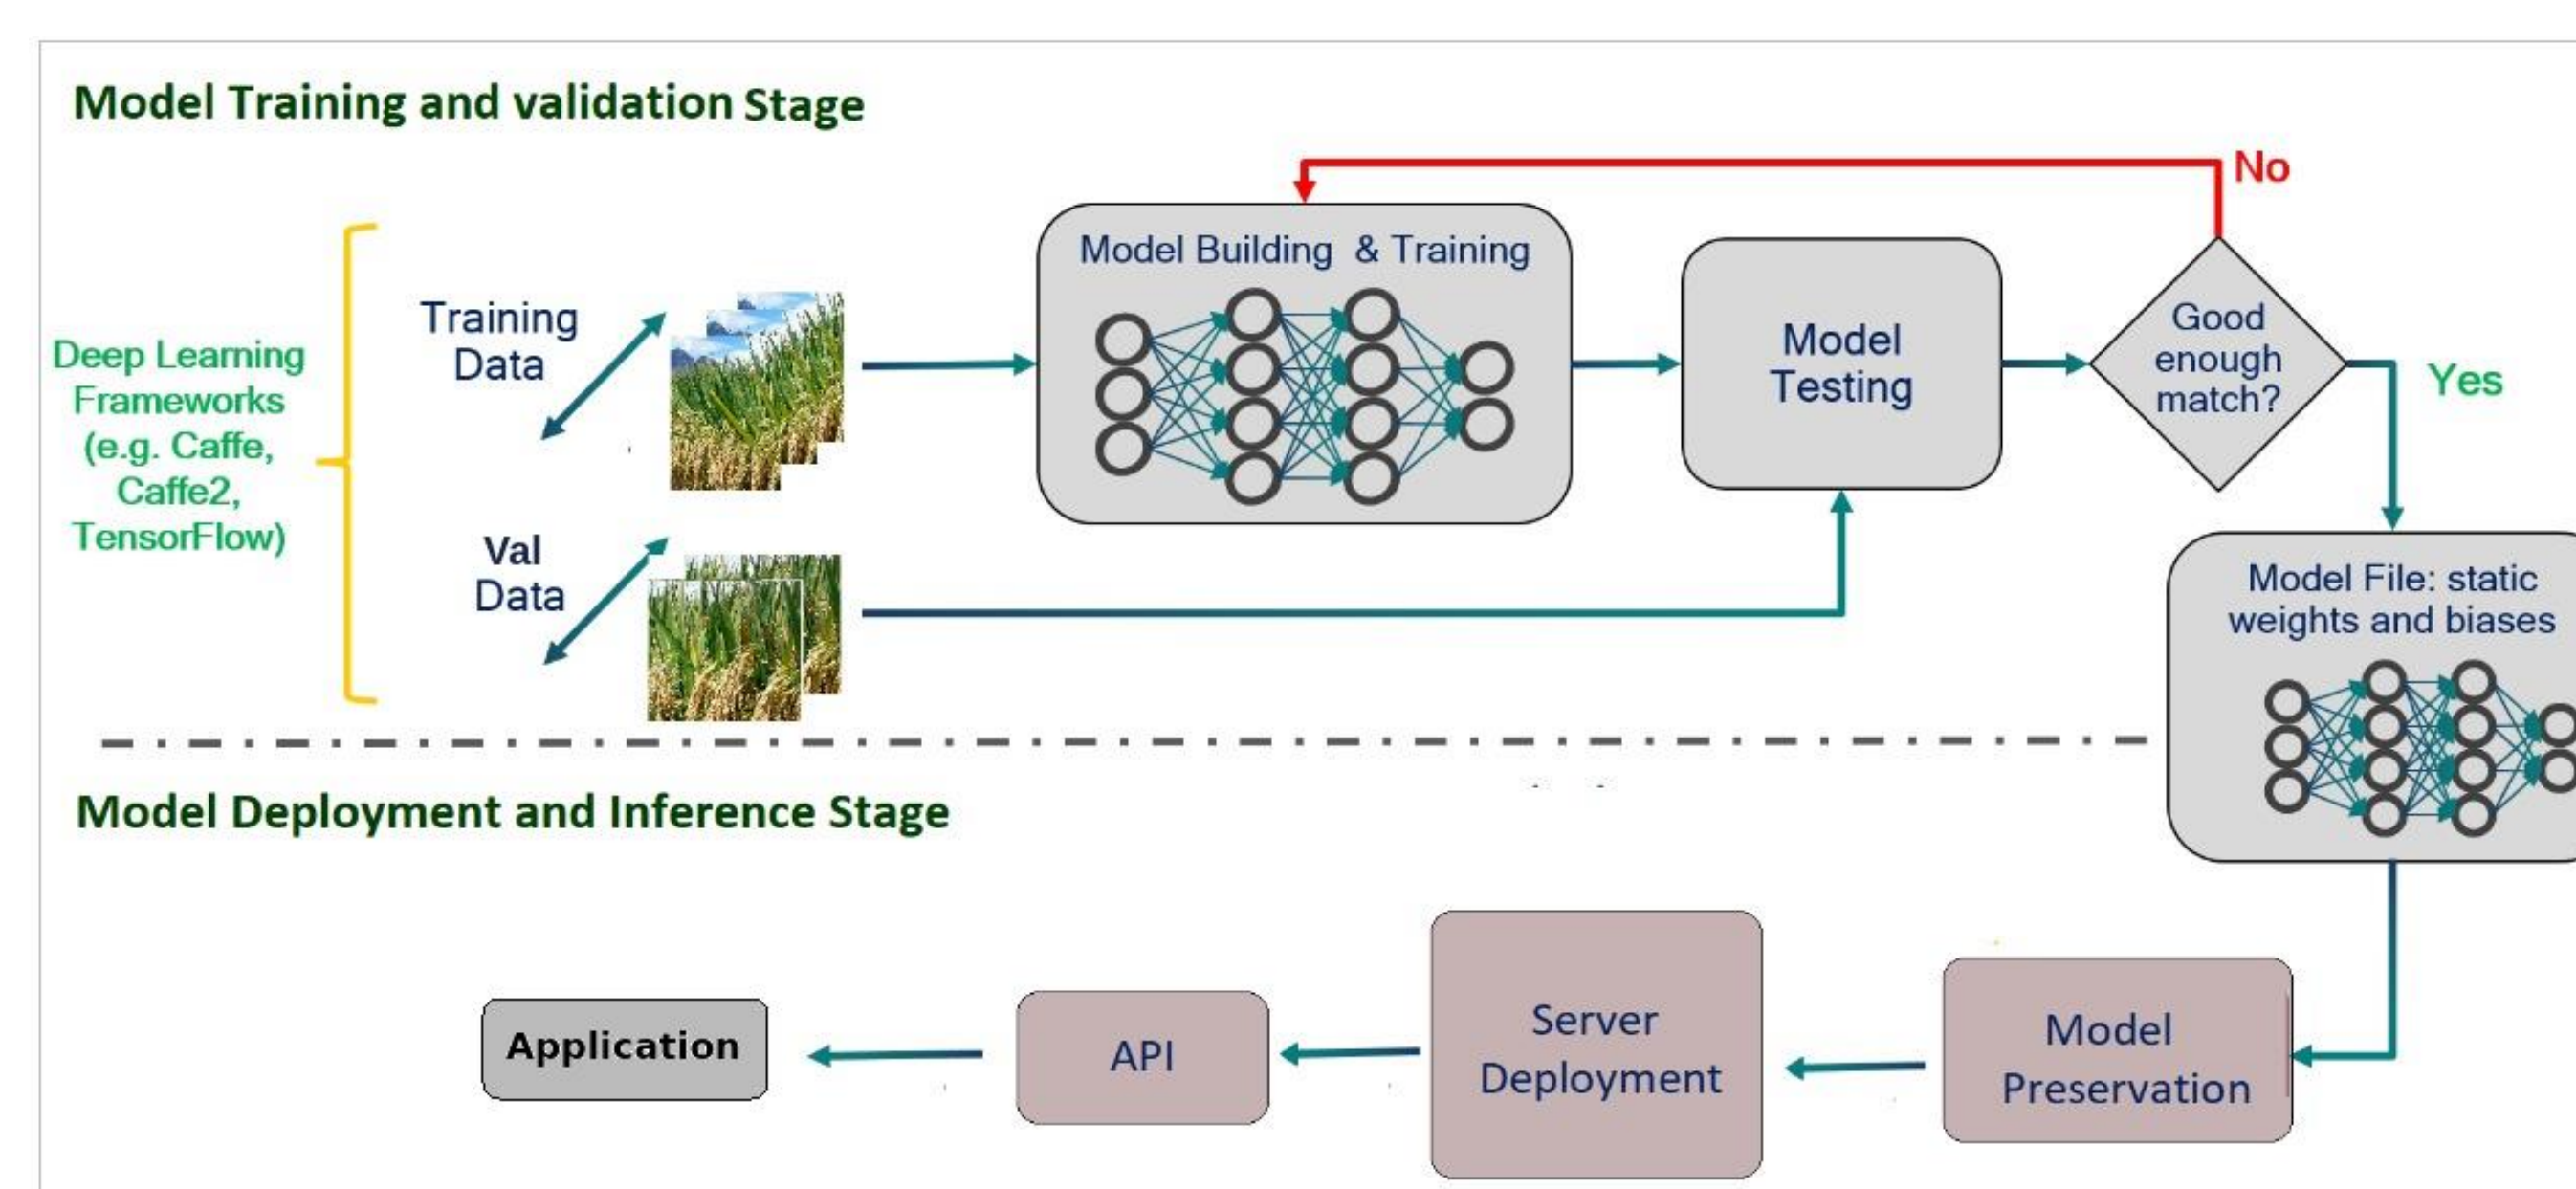 Model Training and validation Stage
No
Deep Learning
Frameworks
(e.g. Caffe,
Caffe2,
TensorFlow)
Training
Data
Val
Data
Model Building & Training
Model
Testing
Good
enough
match?
Yes
Model File: static
weights and biases
Model Deployment and Inference Stage
Application
API
Server
Deployment
Model
Preservation